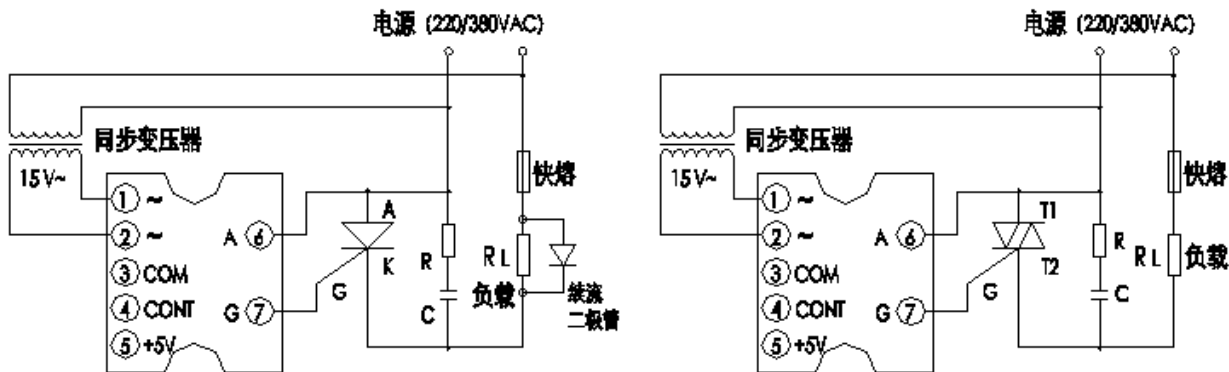 电源 (220/380VAC)
同步变压器
15V~
快熔
① ~
② ~
③ COM
④ CONT
⑤ +5V
A ⑥
G ⑦
A
K
G
R
C
RL
负载
续流
二极管
电源 (220/380VAC)
同步变压器
15V~
快熔
① ~
② ~
③ COM
④ CONT
⑤ +5V
A ⑥
G ⑦
T1
T2
G
R
C
RL
负载